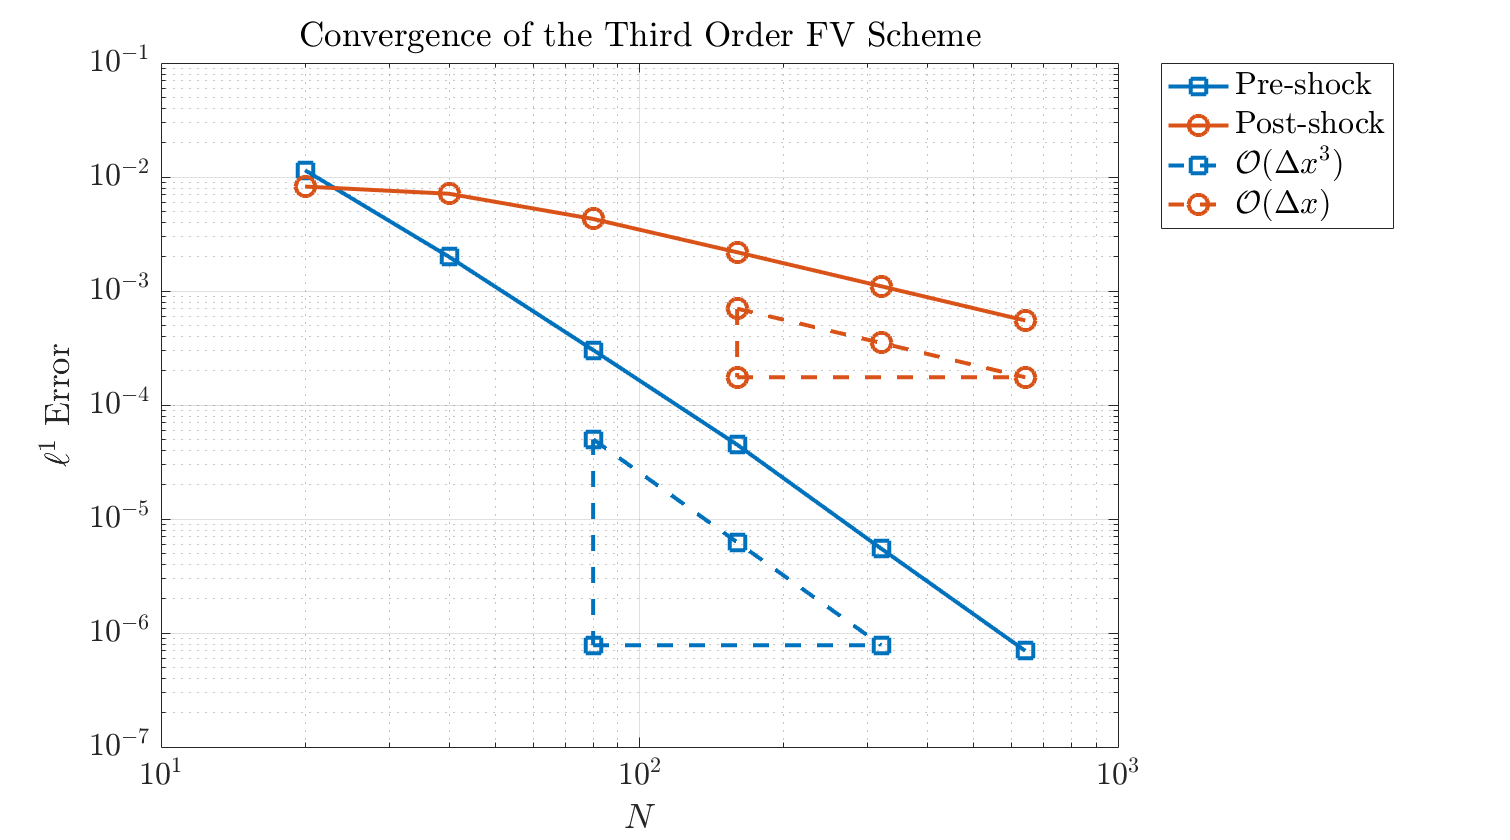 Convergence of the Third Order FV Scheme
10⁻¹
10⁻²
10⁻³
10⁻⁴
10⁻⁵
10⁻⁶
10⁻⁷
ℓ¹ Error
10¹
10²
10³
N
Pre-shock
Post-shock
𝒪(Δx³)
𝒪(Δx)